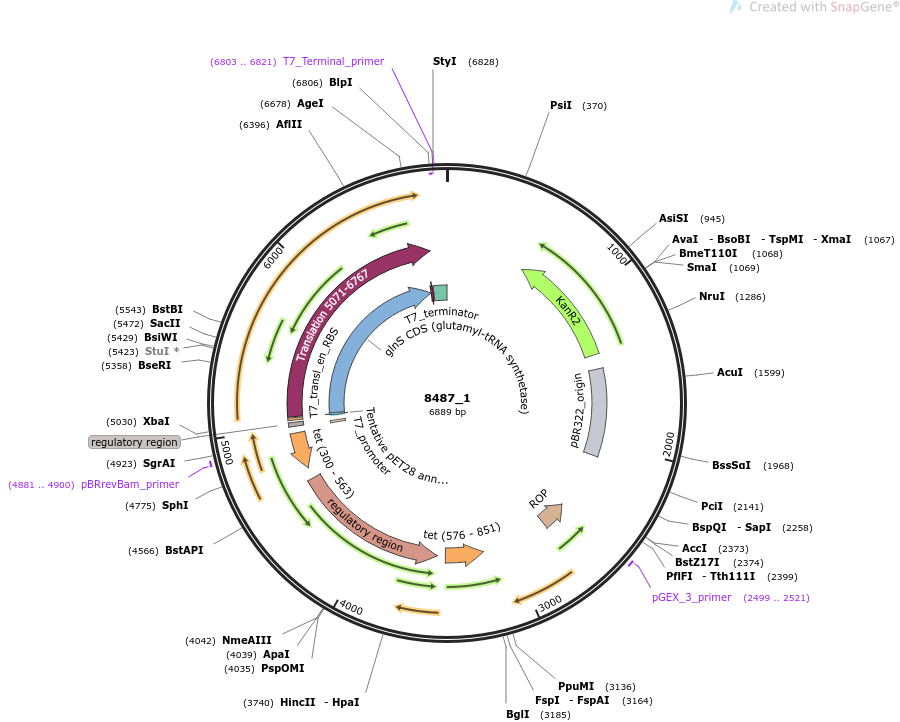 Created with SnapGene®
(6803 .. 6821) T7_Terminal_primer
StyI (6828)
(6806) BlpI
(6678) AgeI
(6396) AflII
PsiI (370)
AsiSI (945)
AvaI - BsoBI - TspMI - XmaI (1067)
BmeT110I (1068)
SmaI (1069)
NruI (1286)
AcuI (1599)
BssSαI (1968)
PciI (2141)
BspQI - SapI (2258)
AccI (2373)
BstZ17I (2374)
PflFI - Tth111I (2399)
pGEX_3_primer (2499 .. 2521)
PpuMI (3136)
FspI - FspAI (3164)
BglI (3185)
(3740) HincII - HpaI
(4035) PspOMI
(4039) ApaI
(4042) NmeAIII
(4566) BstAPI
(4775) SphI
(4881 .. 4900) pBRrevBam_primer
(4923) SgrAI
regulatory region
(5030) XbaI
(5358) BseRI
(5423) StuI *
(5429) BsiWI
(5472) SacII
(5543) BstBI
1000
2000
3000
4000
5000
6000
Translation 5071-6767
T7_transl_en_RBS
T7_terminator
glnS CDS (glutamyl-tRNA synthetase)
KanR2
pBR322_origin
ROP
tet (576 - 851)
regulatory region
tet (300 - 563)
T7_promoter
Tentative pET28 ann...
8487_1
6889 bp